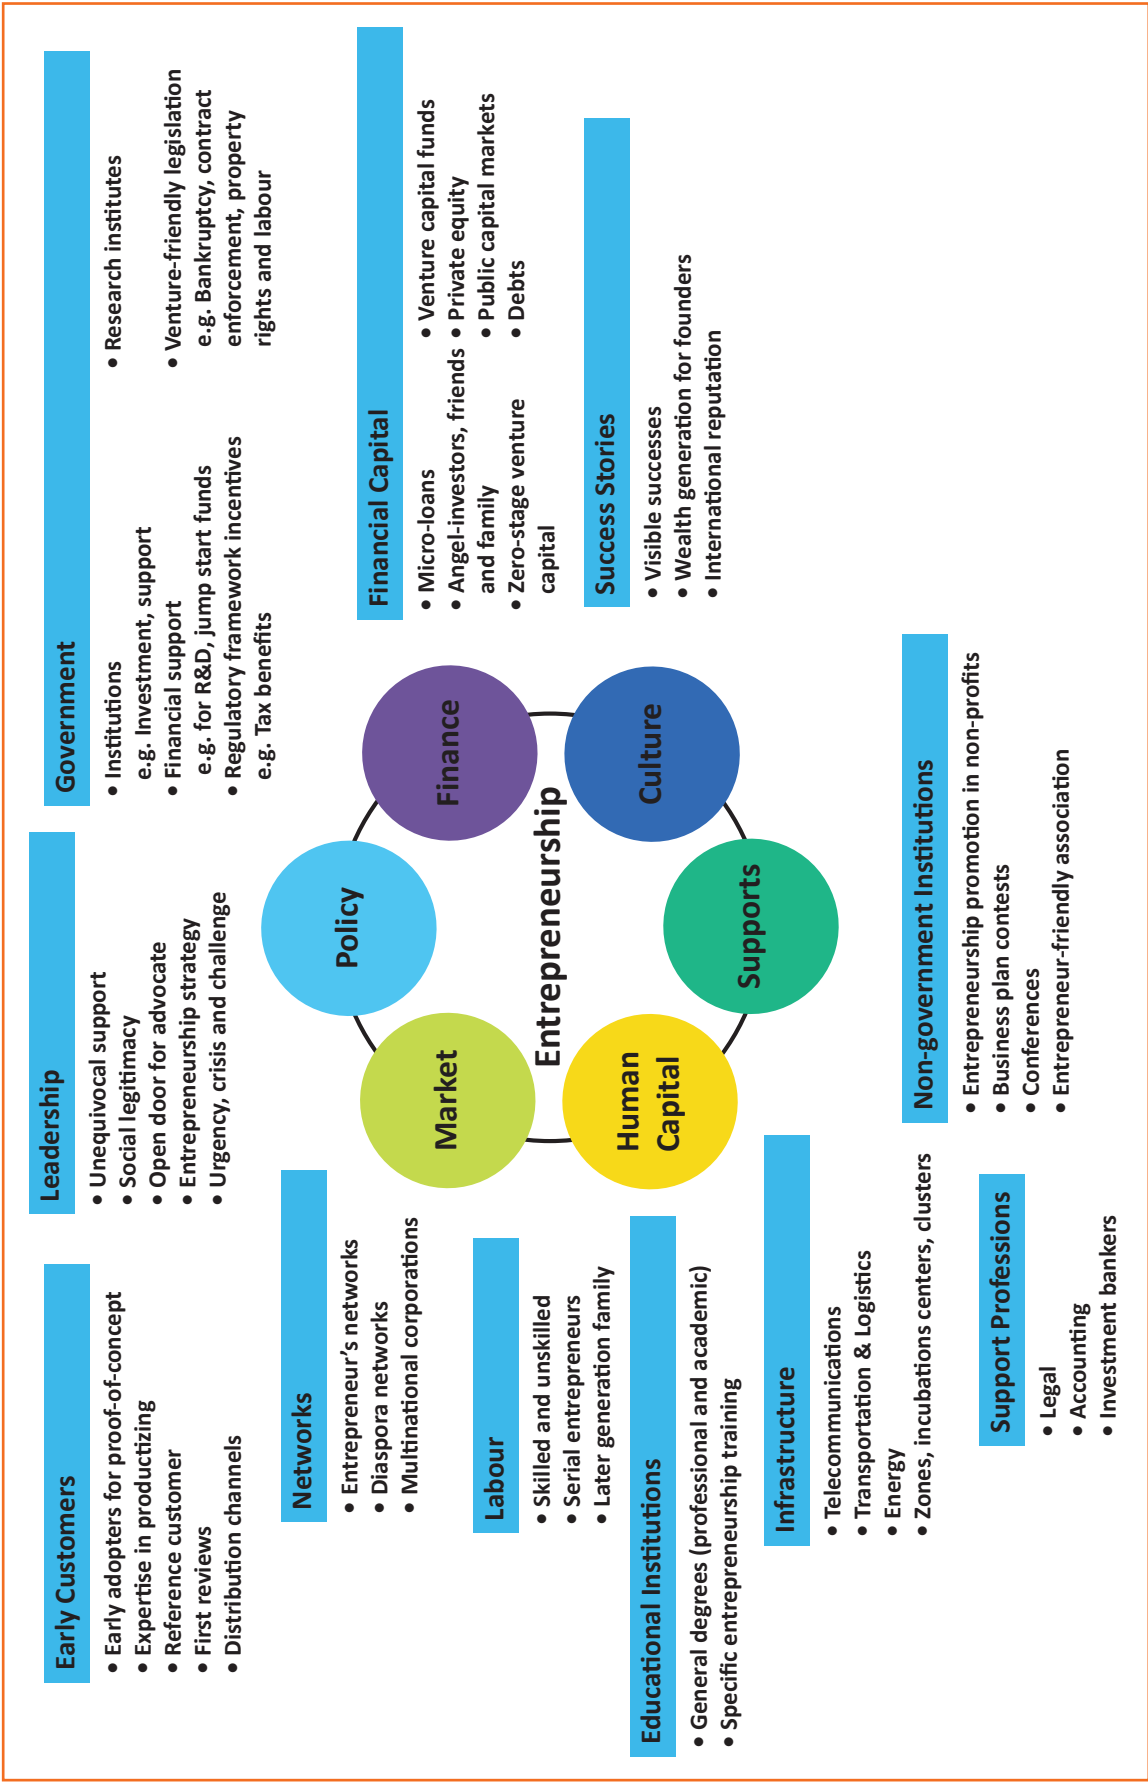 Early Customers
• Early adopters for proof-of-concept
• Expertise in productizing
• Reference customer
• First reviews
• Distribution channels
Leadership
• Unequivocal support
• Social legitimacy
• Open door for advocate
• Entrepreneurship strategy
• Urgency, crisis and challenge
Government
• Institutions
e.g. Investment, support
• Financial support
e.g. for R&D, jump start funds
• Regulatory framework incentives
e.g. Tax benefits
• Research institutes
• Venture-friendly legislation
e.g. Bankruptcy, contract
enforcement, property
rights and labour
Networks
• Entrepreneur's networks
• Diaspora networks
• Multinational corporations
Policy
Market
Finance
Entrepreneurship
Human
Capital
Culture
Supports
Financial Capital
• Micro-loans
• Angel-investors, friends
and family
• Zero-stage venture
capital
• Venture capital funds
• Private equity
• Public capital markets
• Debts
Labour
• Skilled and unskilled
• Serial entrepreneurs
• Later generation family
Success Stories
• Visible successes
• Wealth generation for founders
• International reputation
Educational Institutions
• General degrees (professional and academic)
• Specific entrepreneurship training
Infrastructure
• Telecommunications
• Transportation & Logistics
• Energy
• Zones, incubations centers, clusters
Non-government Institutions
• Entrepreneurship promotion in non-profits
• Business plan contests
• Conferences
• Entrepreneur-friendly association
Support Professions
• Legal
• Accounting
• Investment bankers